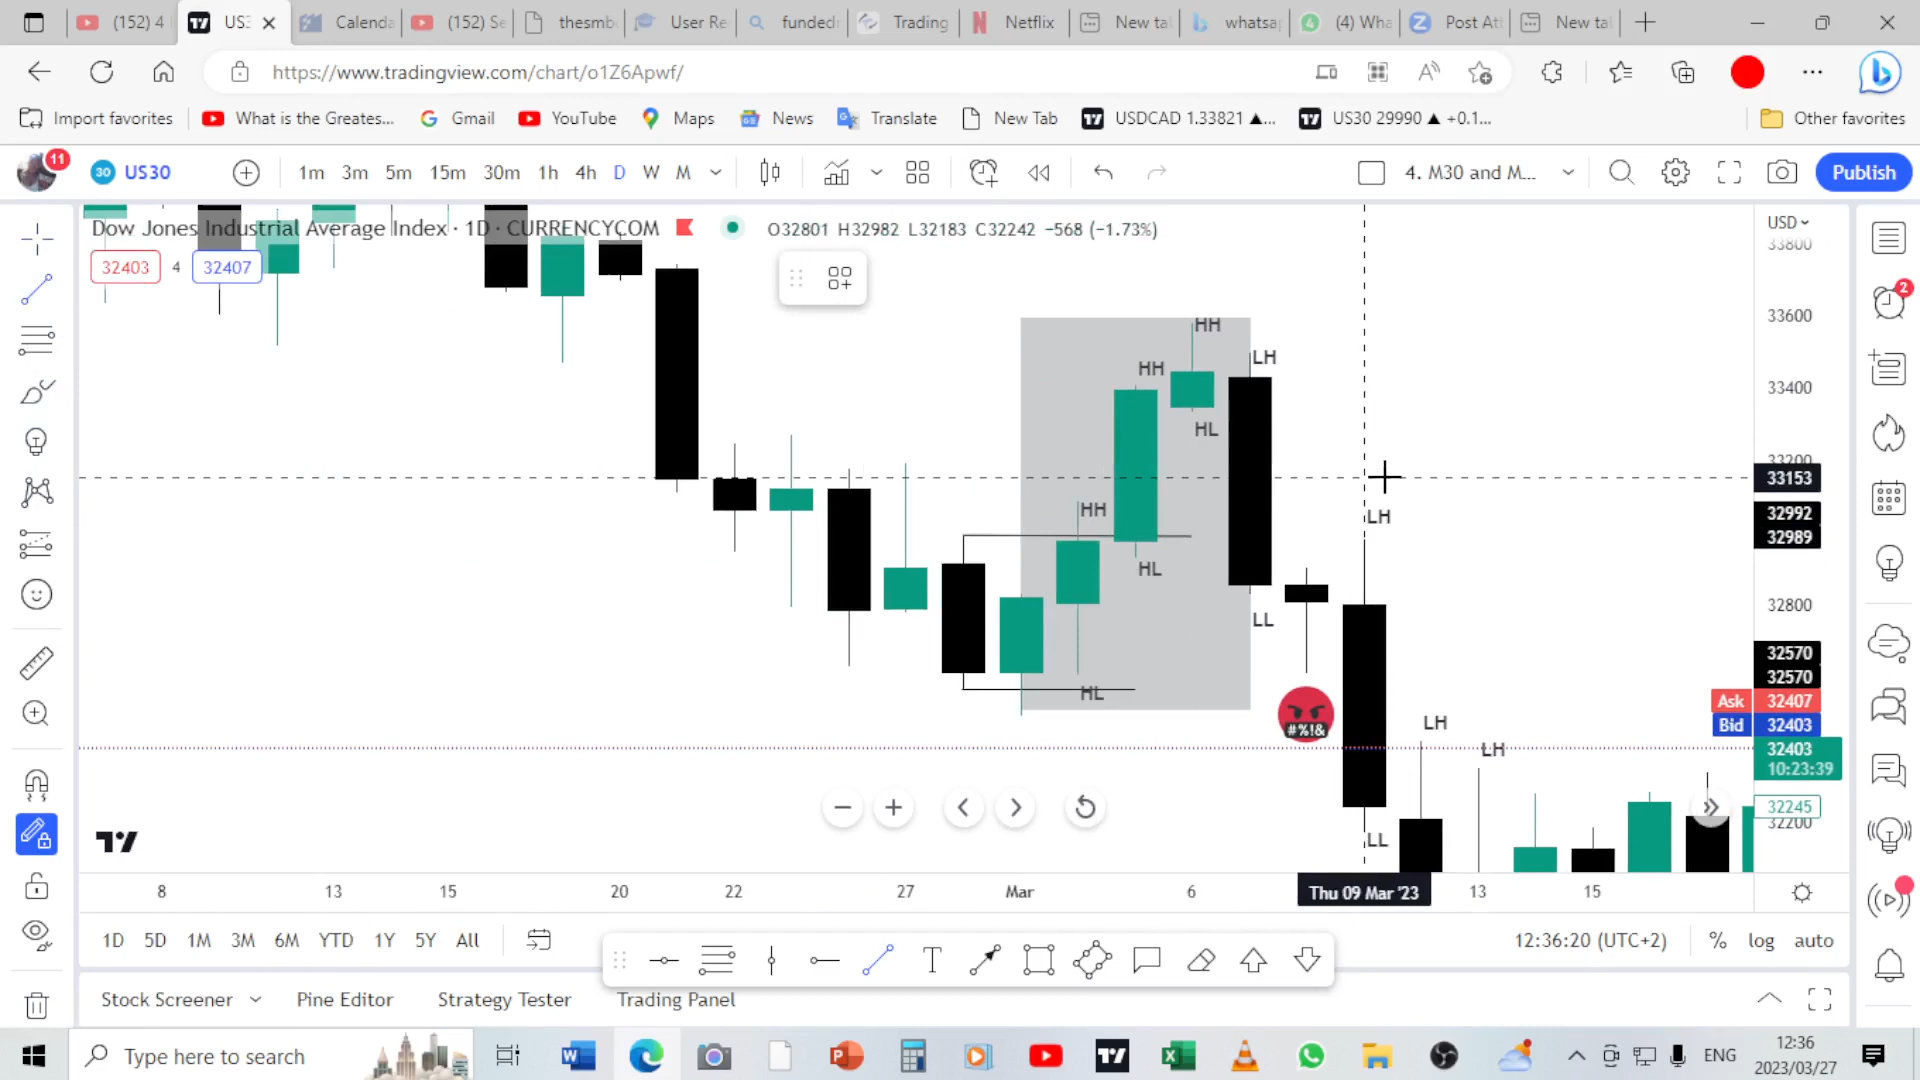 (152) 4
US:
Calenda
(152) Se
thesmb
User Re
funded
Trading
Netflix
New ta
whatsa
(4) Wha
Post Att
New ta
https://www.tradingview.com/chart/o1Z6Apwf/
Import favorites
What is the Greates...
Gmail
YouTube
Maps
News
Translate
New Tab
USDCAD 1.33821 ▲...
US30 29990 ▲ +0.1...
Other favorites
11
30 US30
1m 3m 5m 15m 30m 1h 4h D W M
4. M30 and M...
Publish
Dow Jones Industrial Average Index · 1D · CURRENCYCOM
O32801 H32982 L32183 C32242 −568 (−1.73%)
USD
33800
32403 4 32407
2
HH
33600
LH
HH
33400
HL
33200
33153
HH
LH
32992
32989
HL
32800
LL
32570
32570
HL
Ask 32407
#%!&
LH
Bid 32403
LH
32403
10:23:39
32245
32200
LL
8 13 15 20 22 27 Mar 6 Thu 09 Mar '23 13 15
1D 5D 1M 3M 6M YTD 1Y 5Y All
12:36:20 (UTC+2) % log auto
T
Stock Screener
Pine Editor
Strategy Tester
Trading Panel
Type here to search
ENG
12:36
2023/03/27